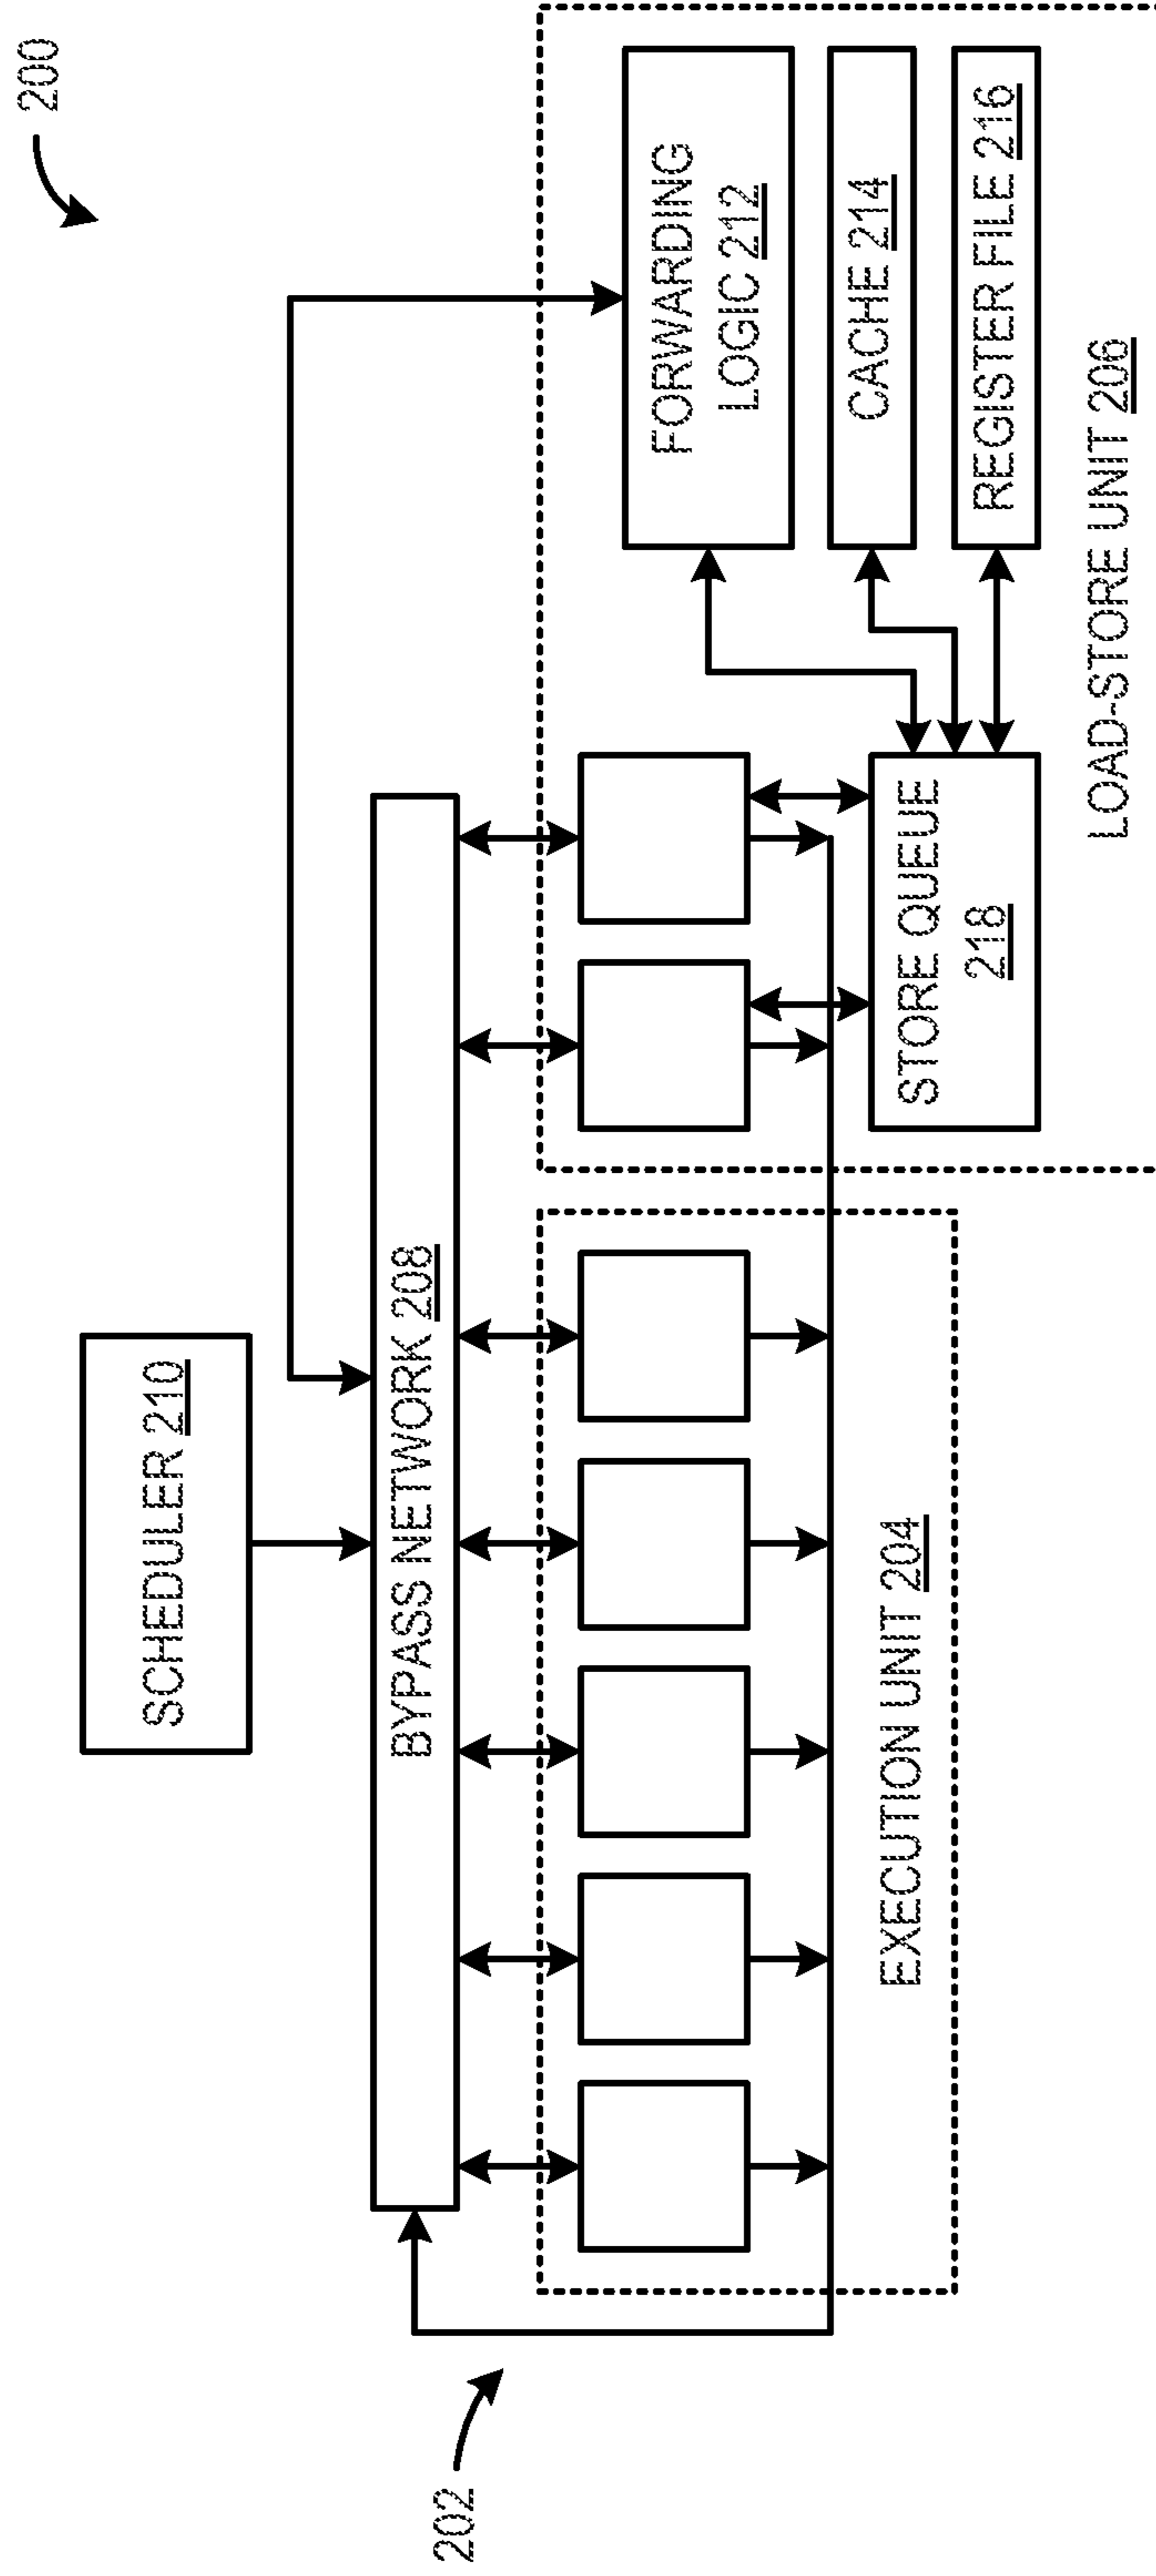 200
SCHEDULER 210
BYPASS NETWORK 208
202
EXECUTION UNIT 204
FORWARDING
LOGIC 212
CACHE 214
REGISTER FILE 216
STORE QUEUE
218
LOAD-STORE UNIT 206